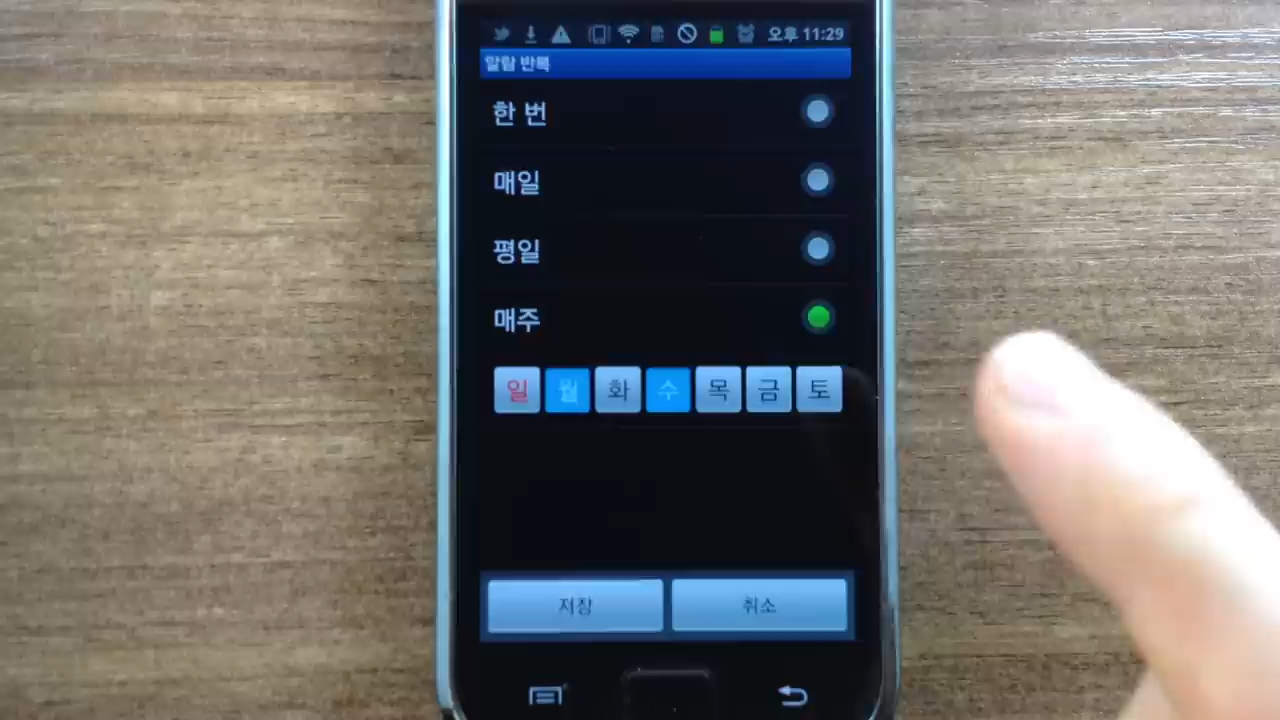 오후 11:29
알람 반복
한 번
매일
평일
매주
일 월 화 수 목 금 토
저장 취소